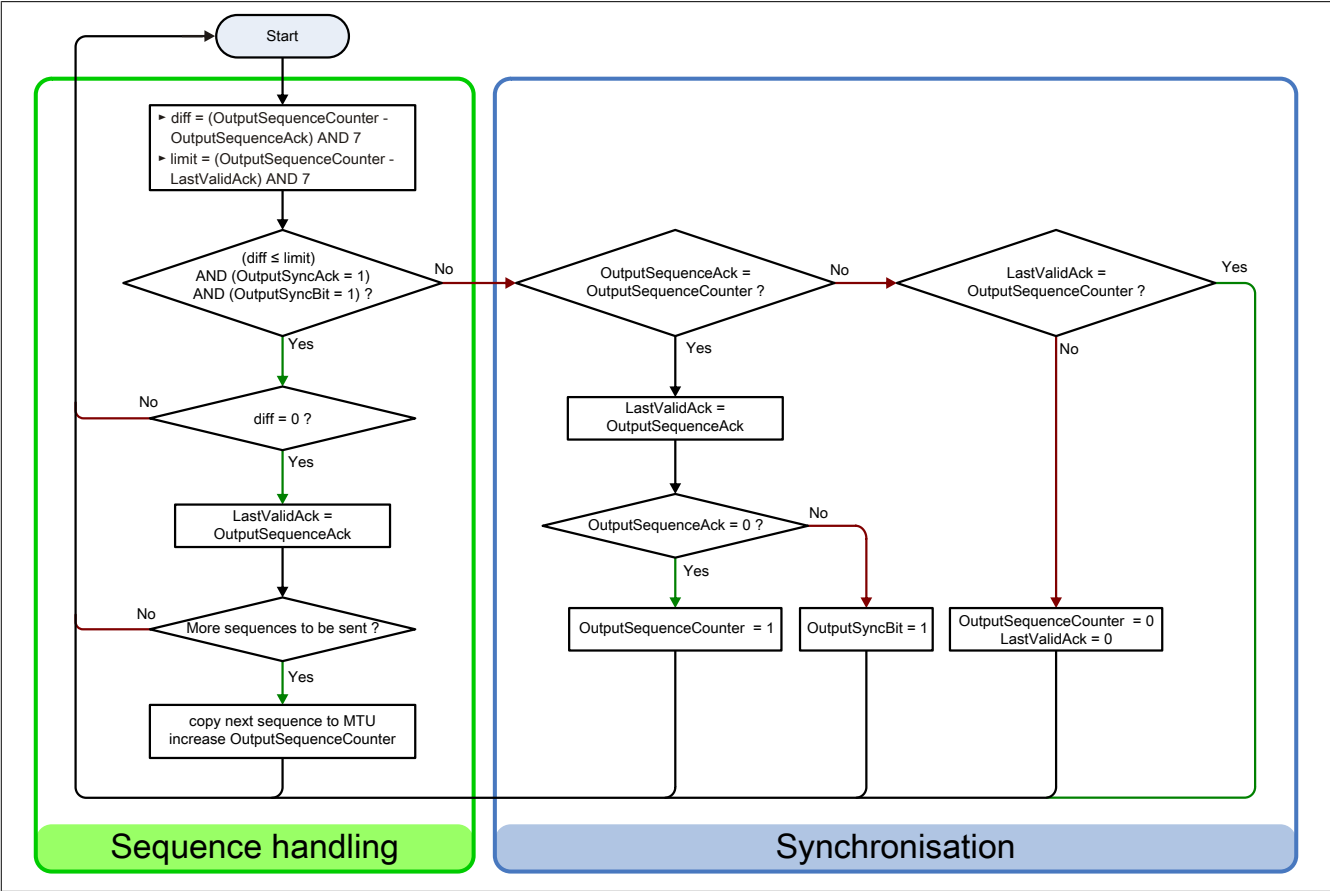 Start
► diff = (OutputSequenceCounter -
OutputSequenceAck) AND 7
► limit = (OutputSequenceCounter -
LastValidAck) AND 7
(diff ≤ limit)
AND (OutputSyncAck = 1)
AND (OutputSyncBit = 1) ?
No
Yes
diff = 0 ?
No
Yes
LastValidAck =
OutputSequenceAck
More sequences to be sent ?
No
Yes
copy next sequence to MTU
increase OutputSequenceCounter
Sequence handling
OutputSequenceAck =
OutputSequenceCounter ?
No
Yes
LastValidAck =
OutputSequenceAck
OutputSequenceAck = 0 ?
No
Yes
OutputSequenceCounter = 1
OutputSyncBit = 1
LastValidAck =
OutputSequenceCounter ?
Yes
No
OutputSequenceCounter = 0
LastValidAck = 0
Synchronisation